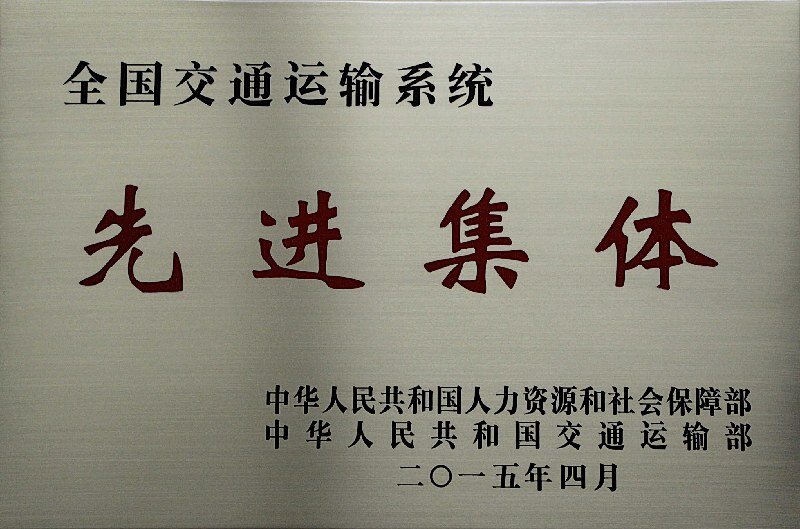 全国交通运输系统
先进集体
中华人民共和国人力资源和社会保障部
中华人民共和国交通运输部
二〇一五年四月